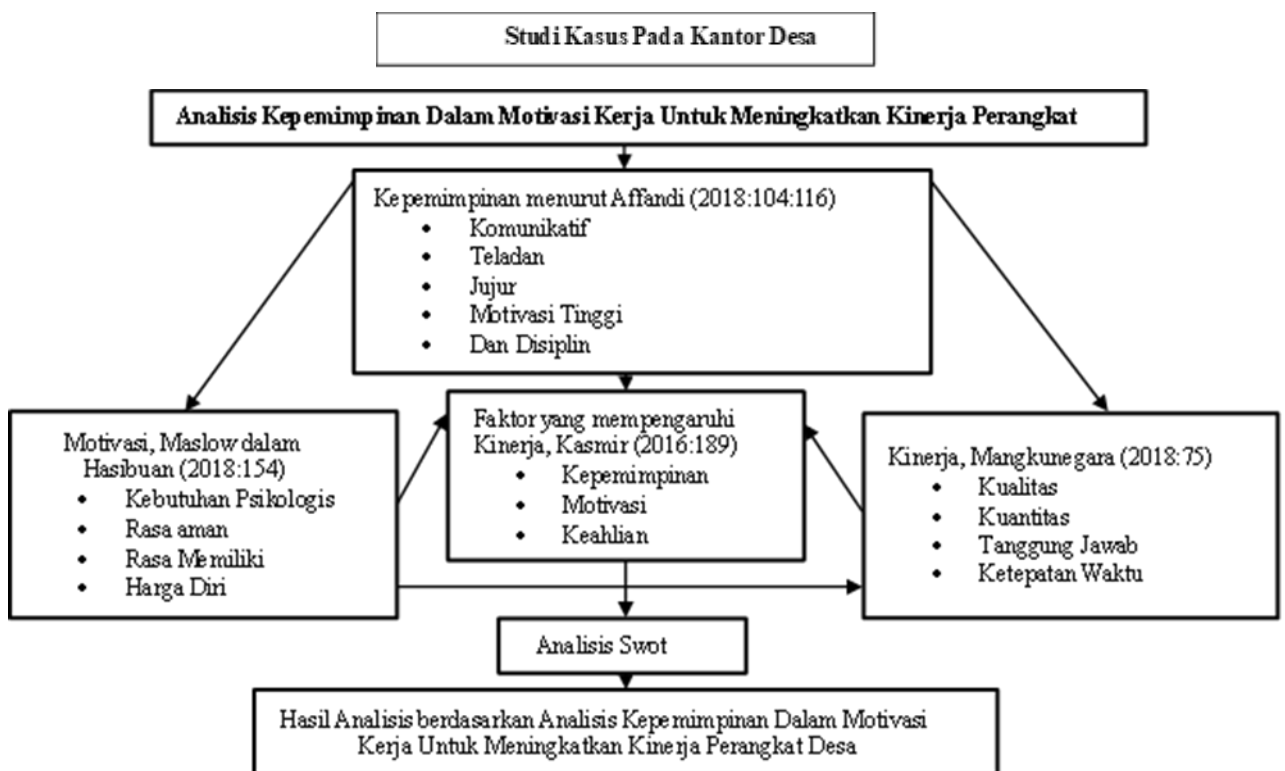 Studi Kasus Pada Kantor Desa
Analisis Kepemimpinan Dalam Motivasi Kerja Untuk Meningkatkan Kinerja Perangkat
Kepemimpinan menurut Affandi (2018:104:116)
• Komunikatif
• Teladan
• Jujur
• Motivasi Tinggi
• Dan Disiplin
Motivasi, Maslow dalam
Hasibuan (2018:154)
• Kebutuhan Psikologis
• Rasa aman
• Rasa Memiliki
• Harga Diri
Faktor yang mempengaruhi
Kinerja, Kasmir (2016:189)
• Kepemimpinan
• Motivasi
• Keahlian
Kinerja, Mangkunegara (2018:75)
• Kualitas
• Kuantitas
• Tanggung Jawab
• Ketepatan Waktu
Analisis Swot
Hasil Analisis berdasarkan Analisis Kepemimpinan Dalam Motivasi
Kerja Untuk Meningkatkan Kinerja Perangkat Desa